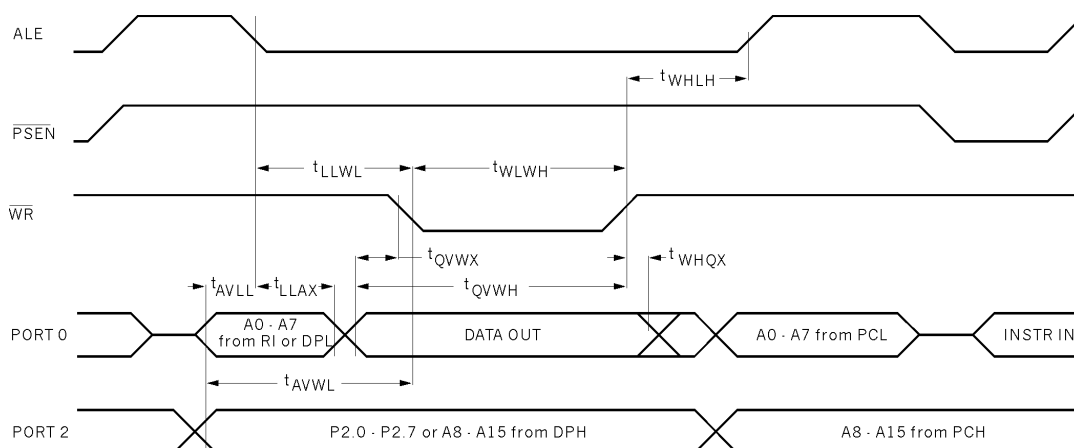 ALE
tWHLH
PSEN
tLLWL
tWLWH
WR
tQVWX
tWHQX
tAVLL
tLLAX
tQVWH
PORT 0
A0 - A7
from RI or DPL
DATA OUT
A0 - A7 from PCL
INSTR IN
tAVWL
PORT 2
P2.0 - P2.7 or A8 - A15 from DPH
A8 - A15 from PCH